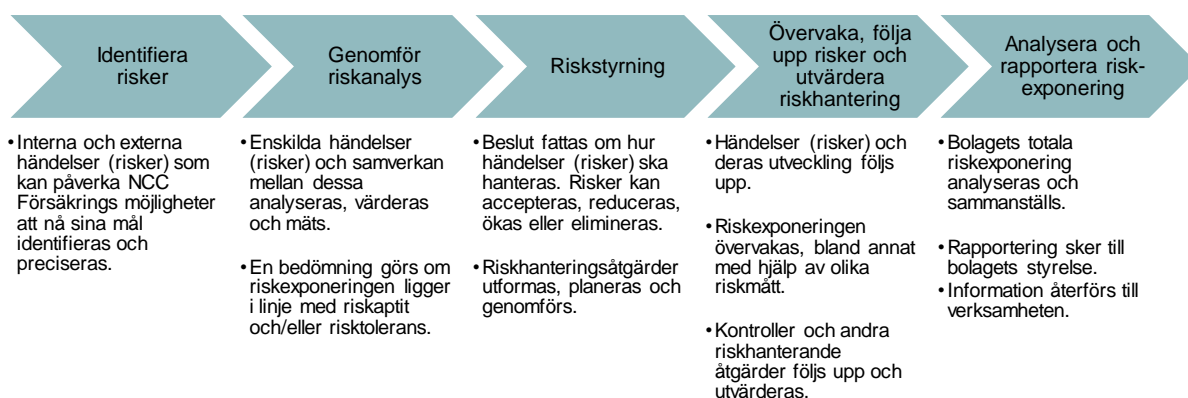 Identifiera
risker
• Interna och externa
händelser (risker) som
kan påverka NCC
Försäkrings möjligheter
att nå sina mål
identifieras och
preciseras.
Genomför
riskanalys
• Enskilda händelser
(risker) och samverkan
mellan dessa
analyseras, värderas
och mäts.
• En bedömning görs om
riskexponeringen ligger
i linje med riskaptit
och/eller risktolerans.
Riskstyrning
• Beslut fattas om hur
händelser (risker) ska
hanteras. Risker kan
accepteras, reduceras,
ökas eller elimineras.
• Riskhanteringsåtgärder
utformas, planeras och
genomförs.
Övervaka, följa
upp risker och
utvärdera
riskhantering
• Händelser (risker) och
deras utveckling följs
upp.
• Riskexponeringen
övervakas, bland annat
med hjälp av olika
riskmått.
• Kontroller och andra
riskhanterande
åtgärder följs upp och
utvärderas.
Analysera och
rapportera risk-
exponering
• Bolagets totala
riskexponering
analyseras och
sammanställs.
• Rapportering sker till
bolagets styrelse.
• Information återförs till
verksamheten.